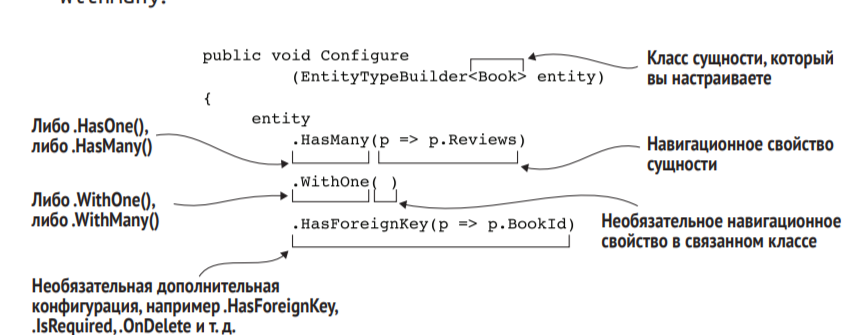 public void Configure
(EntityTypeBuilder<Book> entity)
Класс сущности, который
вы настраиваете
{
entity
Либо .HasOne(),
либо .HasMany()
.HasMany(p => p.Reviews)
Навигационное свойство
сущности
Либо .WithOne(),
либо .WithMany()
.WithOne( )
Необязательное навигационное
свойство в связанном классе
.HasForeignKey(p => p.BookId)
Необязательная дополнительная
конфигурация, например .HasForeignKey,
.IsRequired, .OnDelete и т. д.